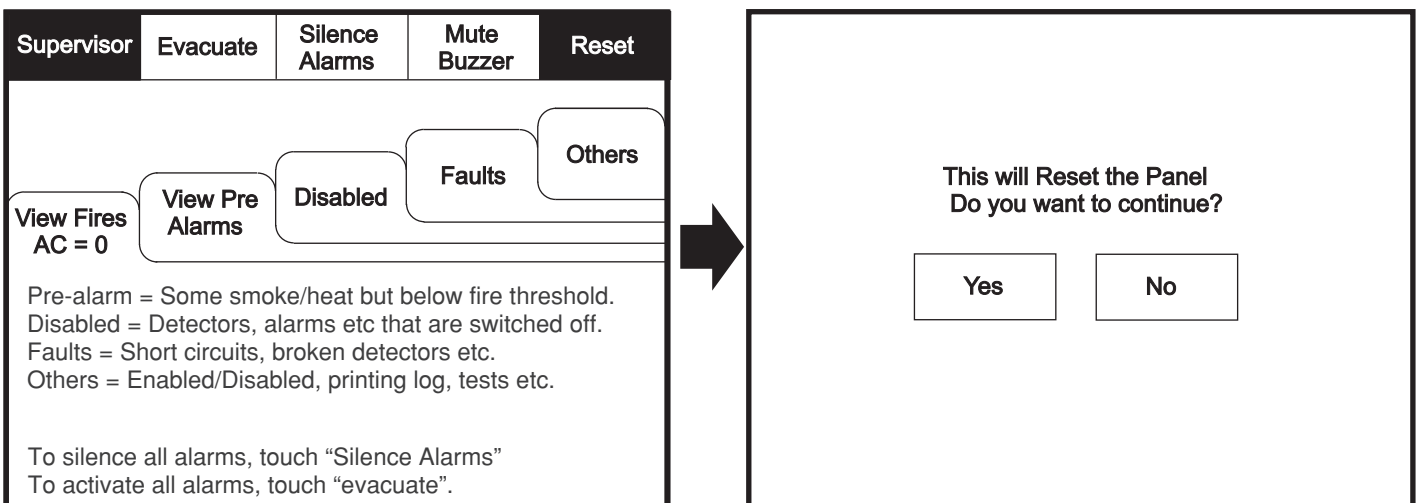 Supervisor
Evacuate
Silence
Alarms
Mute
Buzzer
Reset
Others
Faults
Disabled
View Pre
Alarms
View Fires
AC = 0
Pre-alarm = Some smoke/heat but below fire threshold.
Disabled = Detectors, alarms etc that are switched off.
Faults = Short circuits, broken detectors etc.
Others = Enabled/Disabled, printing log, tests etc.
To silence all alarms, touch “Silence Alarms”
To activate all alarms, touch “evacuate”.
This will Reset the Panel
Do you want to continue?
Yes
No